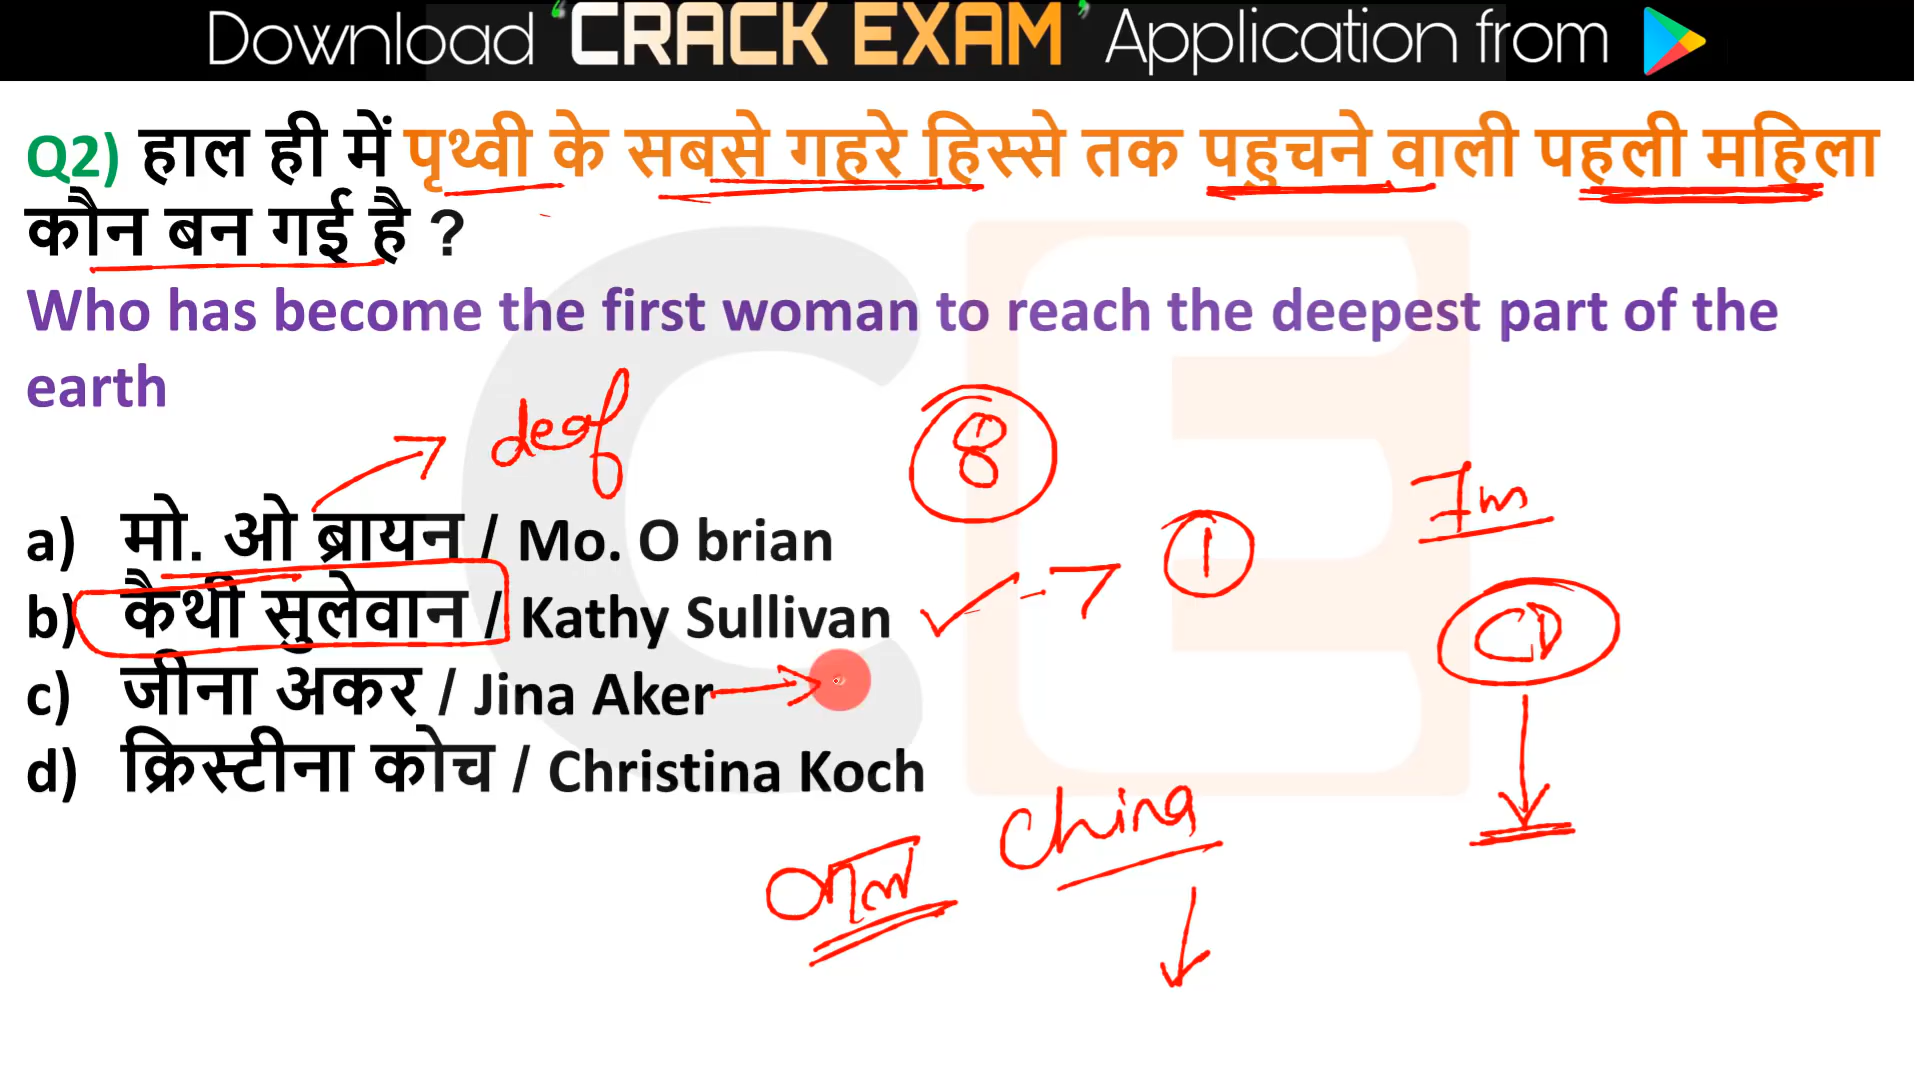 Download ‘CRACK EXAM’ Application from
Q2) हाल ही में पृथ्वी के सबसे गहरे हिस्से तक पहुचने वाली पहली महिला
कौन बन गई है ?
Who has become the first woman to reach the deepest part of the
earth
deaf
8
a) मो. ओ ब्रायन / Mo. O brian
1
b) कैथी सुलेवान / Kathy Sullivan
CD
c) जीना अकर / Jina Aker
d) क्रिस्टीना कोच / Christina Koch
China
CE